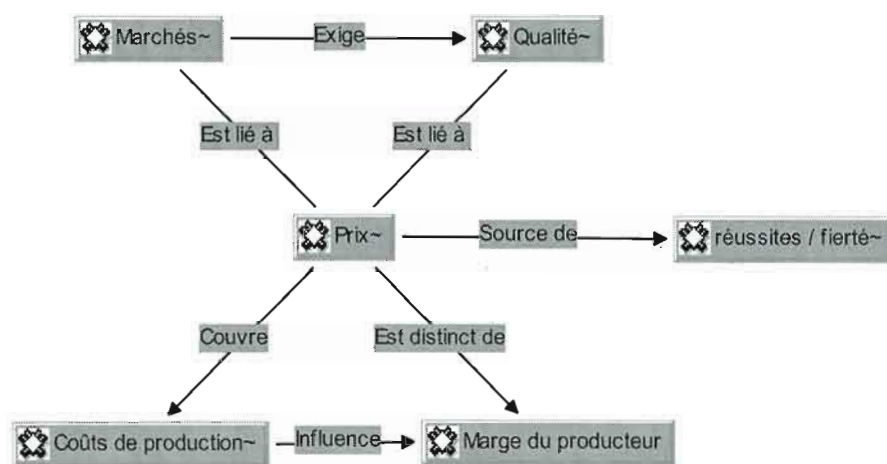 Marchés~
Exige
Qualité~
Est lié à
Est lié à
Prix~
Source de
réussites / fierté~
Couvre
Est distinct de
Coûts de production~
Influence
Marge du producteur